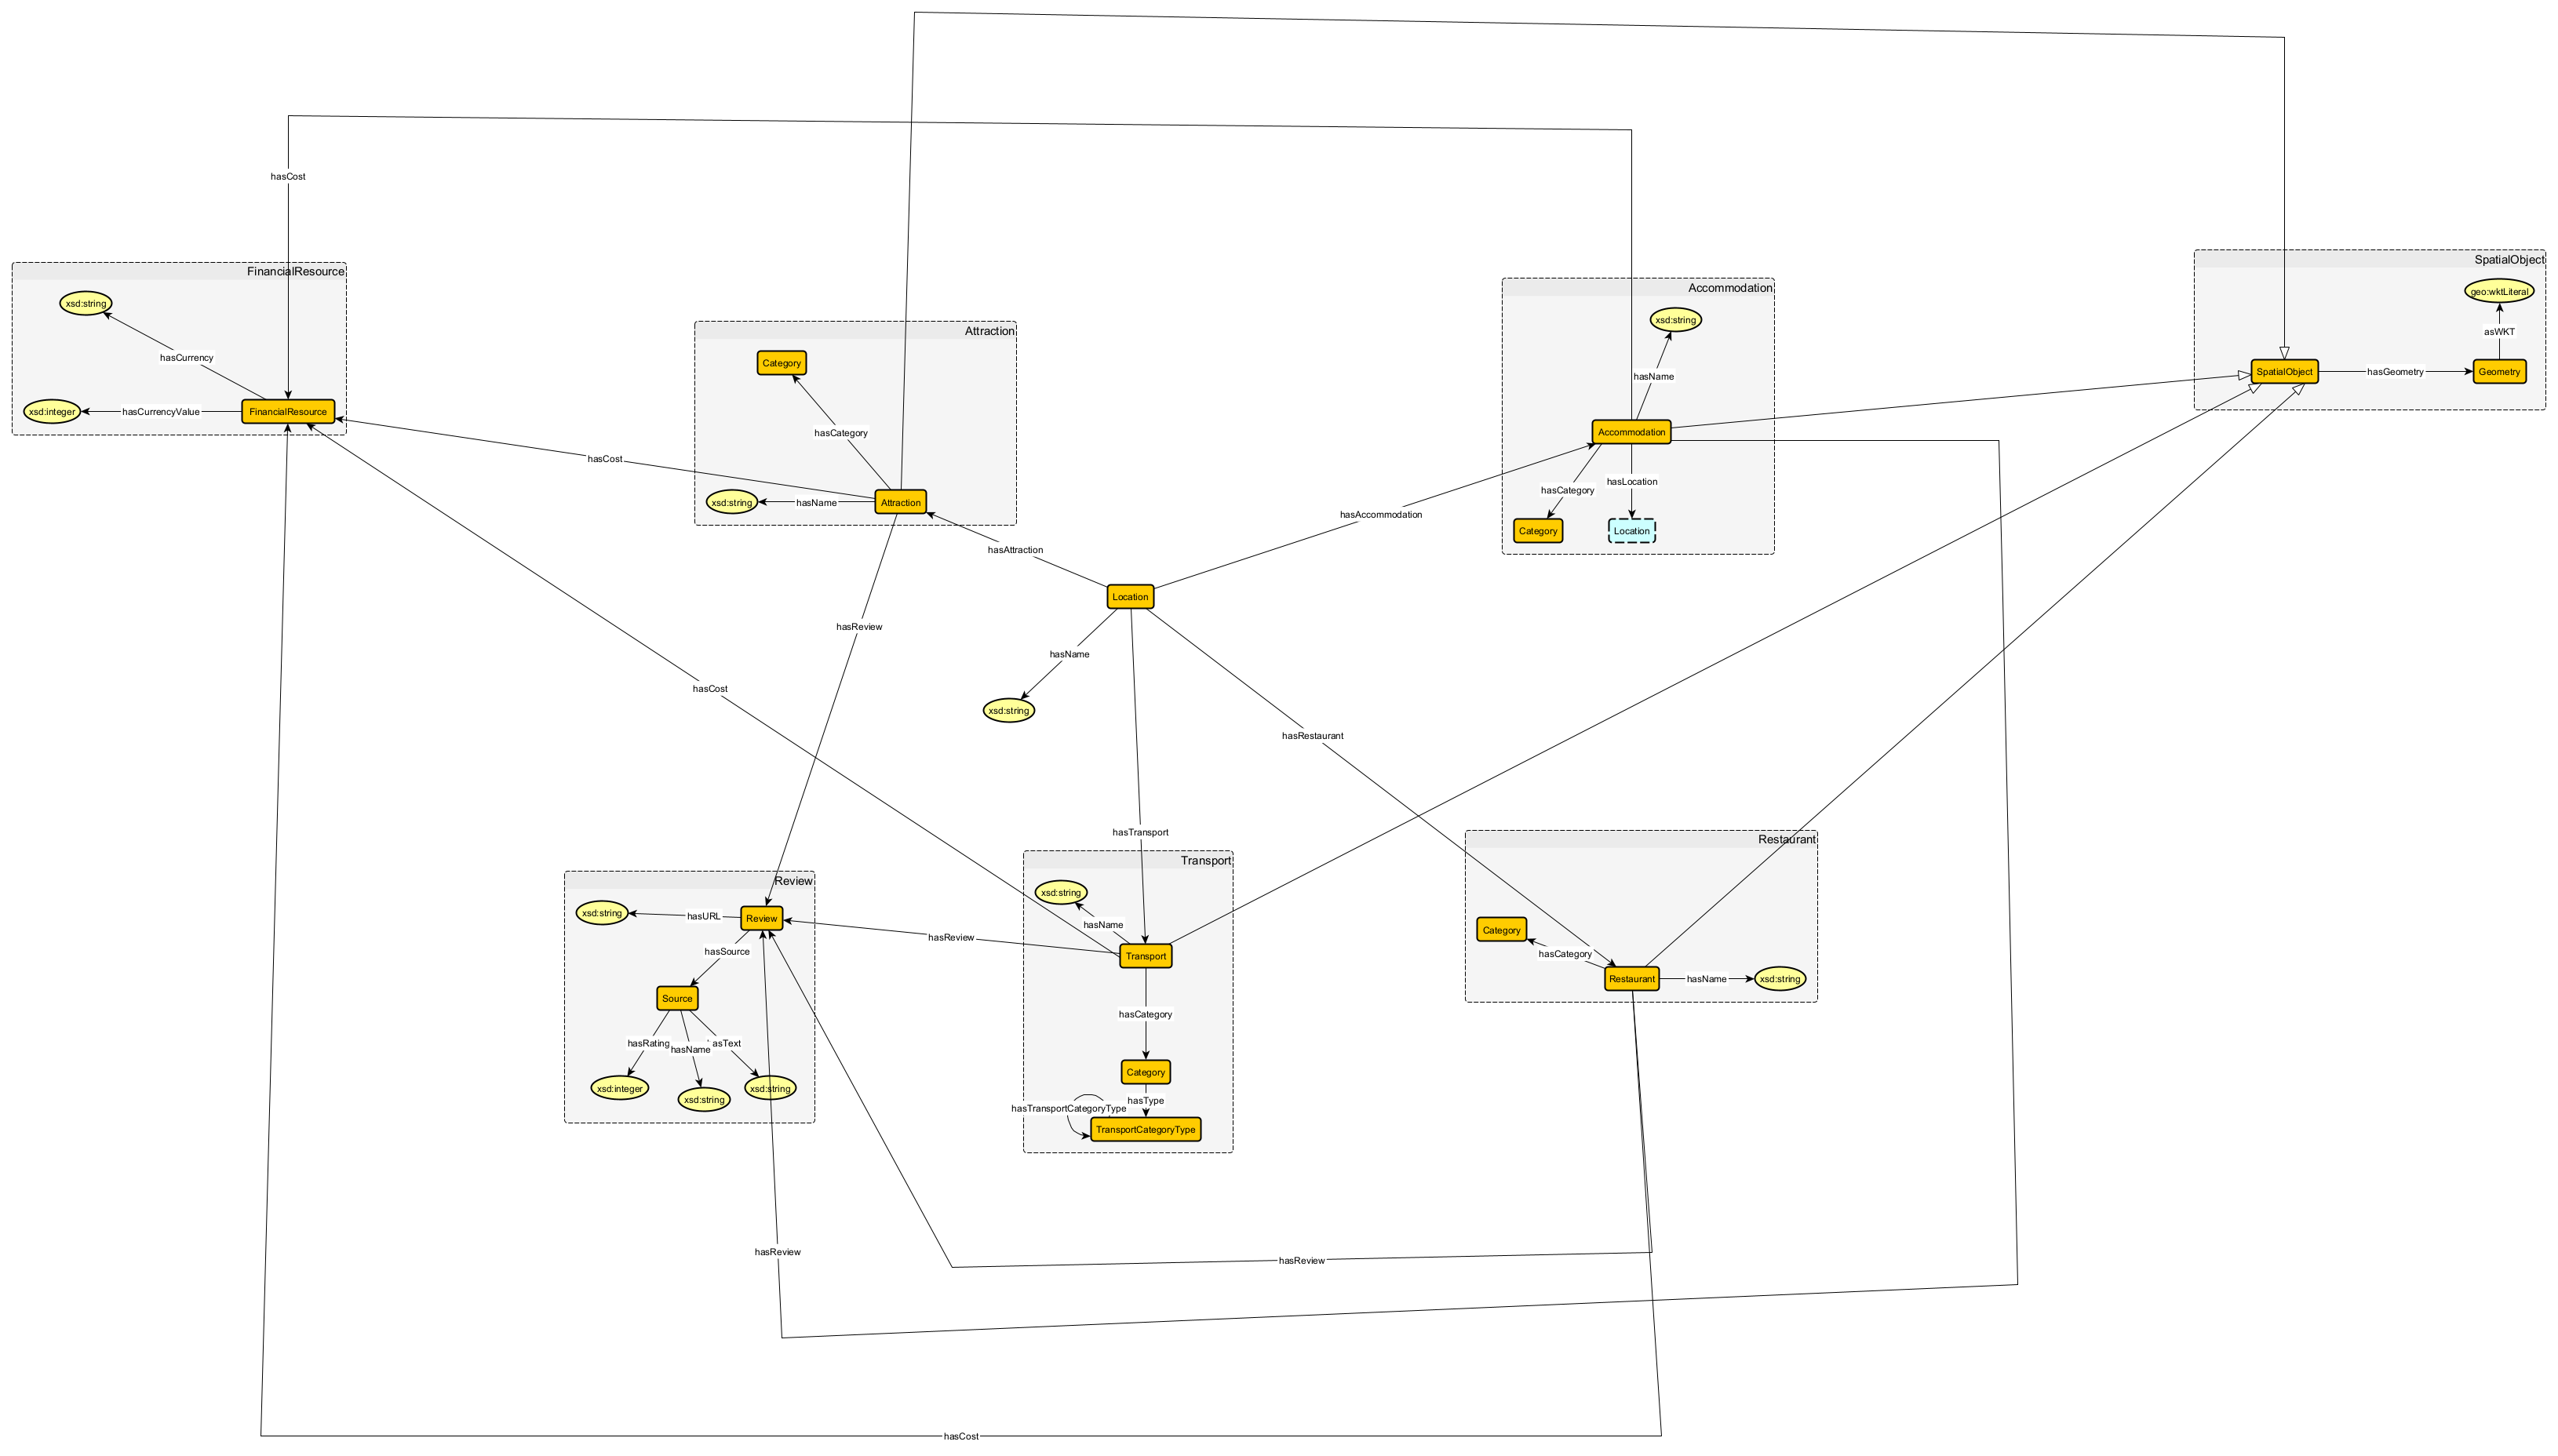 hasCost
FinancialResource
xsd:string
hasCurrency
xsd:integer
hasCurrencyValue
FinancialResource
Attraction
Category
hasCategory
hasCost
xsd:string
hasName
Attraction
Accommodation
xsd:string
hasName
Accommodation
hasCategory
hasLocation
Category
Location
SpatialObject
geo:wktLiteral
asWKT
SpatialObject
hasGeometry
Geometry
hasAccommodation
hasAttraction
Location
hasReview
hasName
xsd:string
hasCost
hasRestaurant
hasTransport
Review
xsd:string
hasURL
Review
hasSource
Source
hasRating
hasName
hasText
xsd:integer
xsd:string
xsd:string
hasReview
Transport
xsd:string
hasName
Transport
hasCategory
Category
hasType
hasTransportCategoryType
TransportCategoryType
Restaurant
Category
hasCategory
Restaurant
hasName
xsd:string
hasReview
hasReview
hasCost